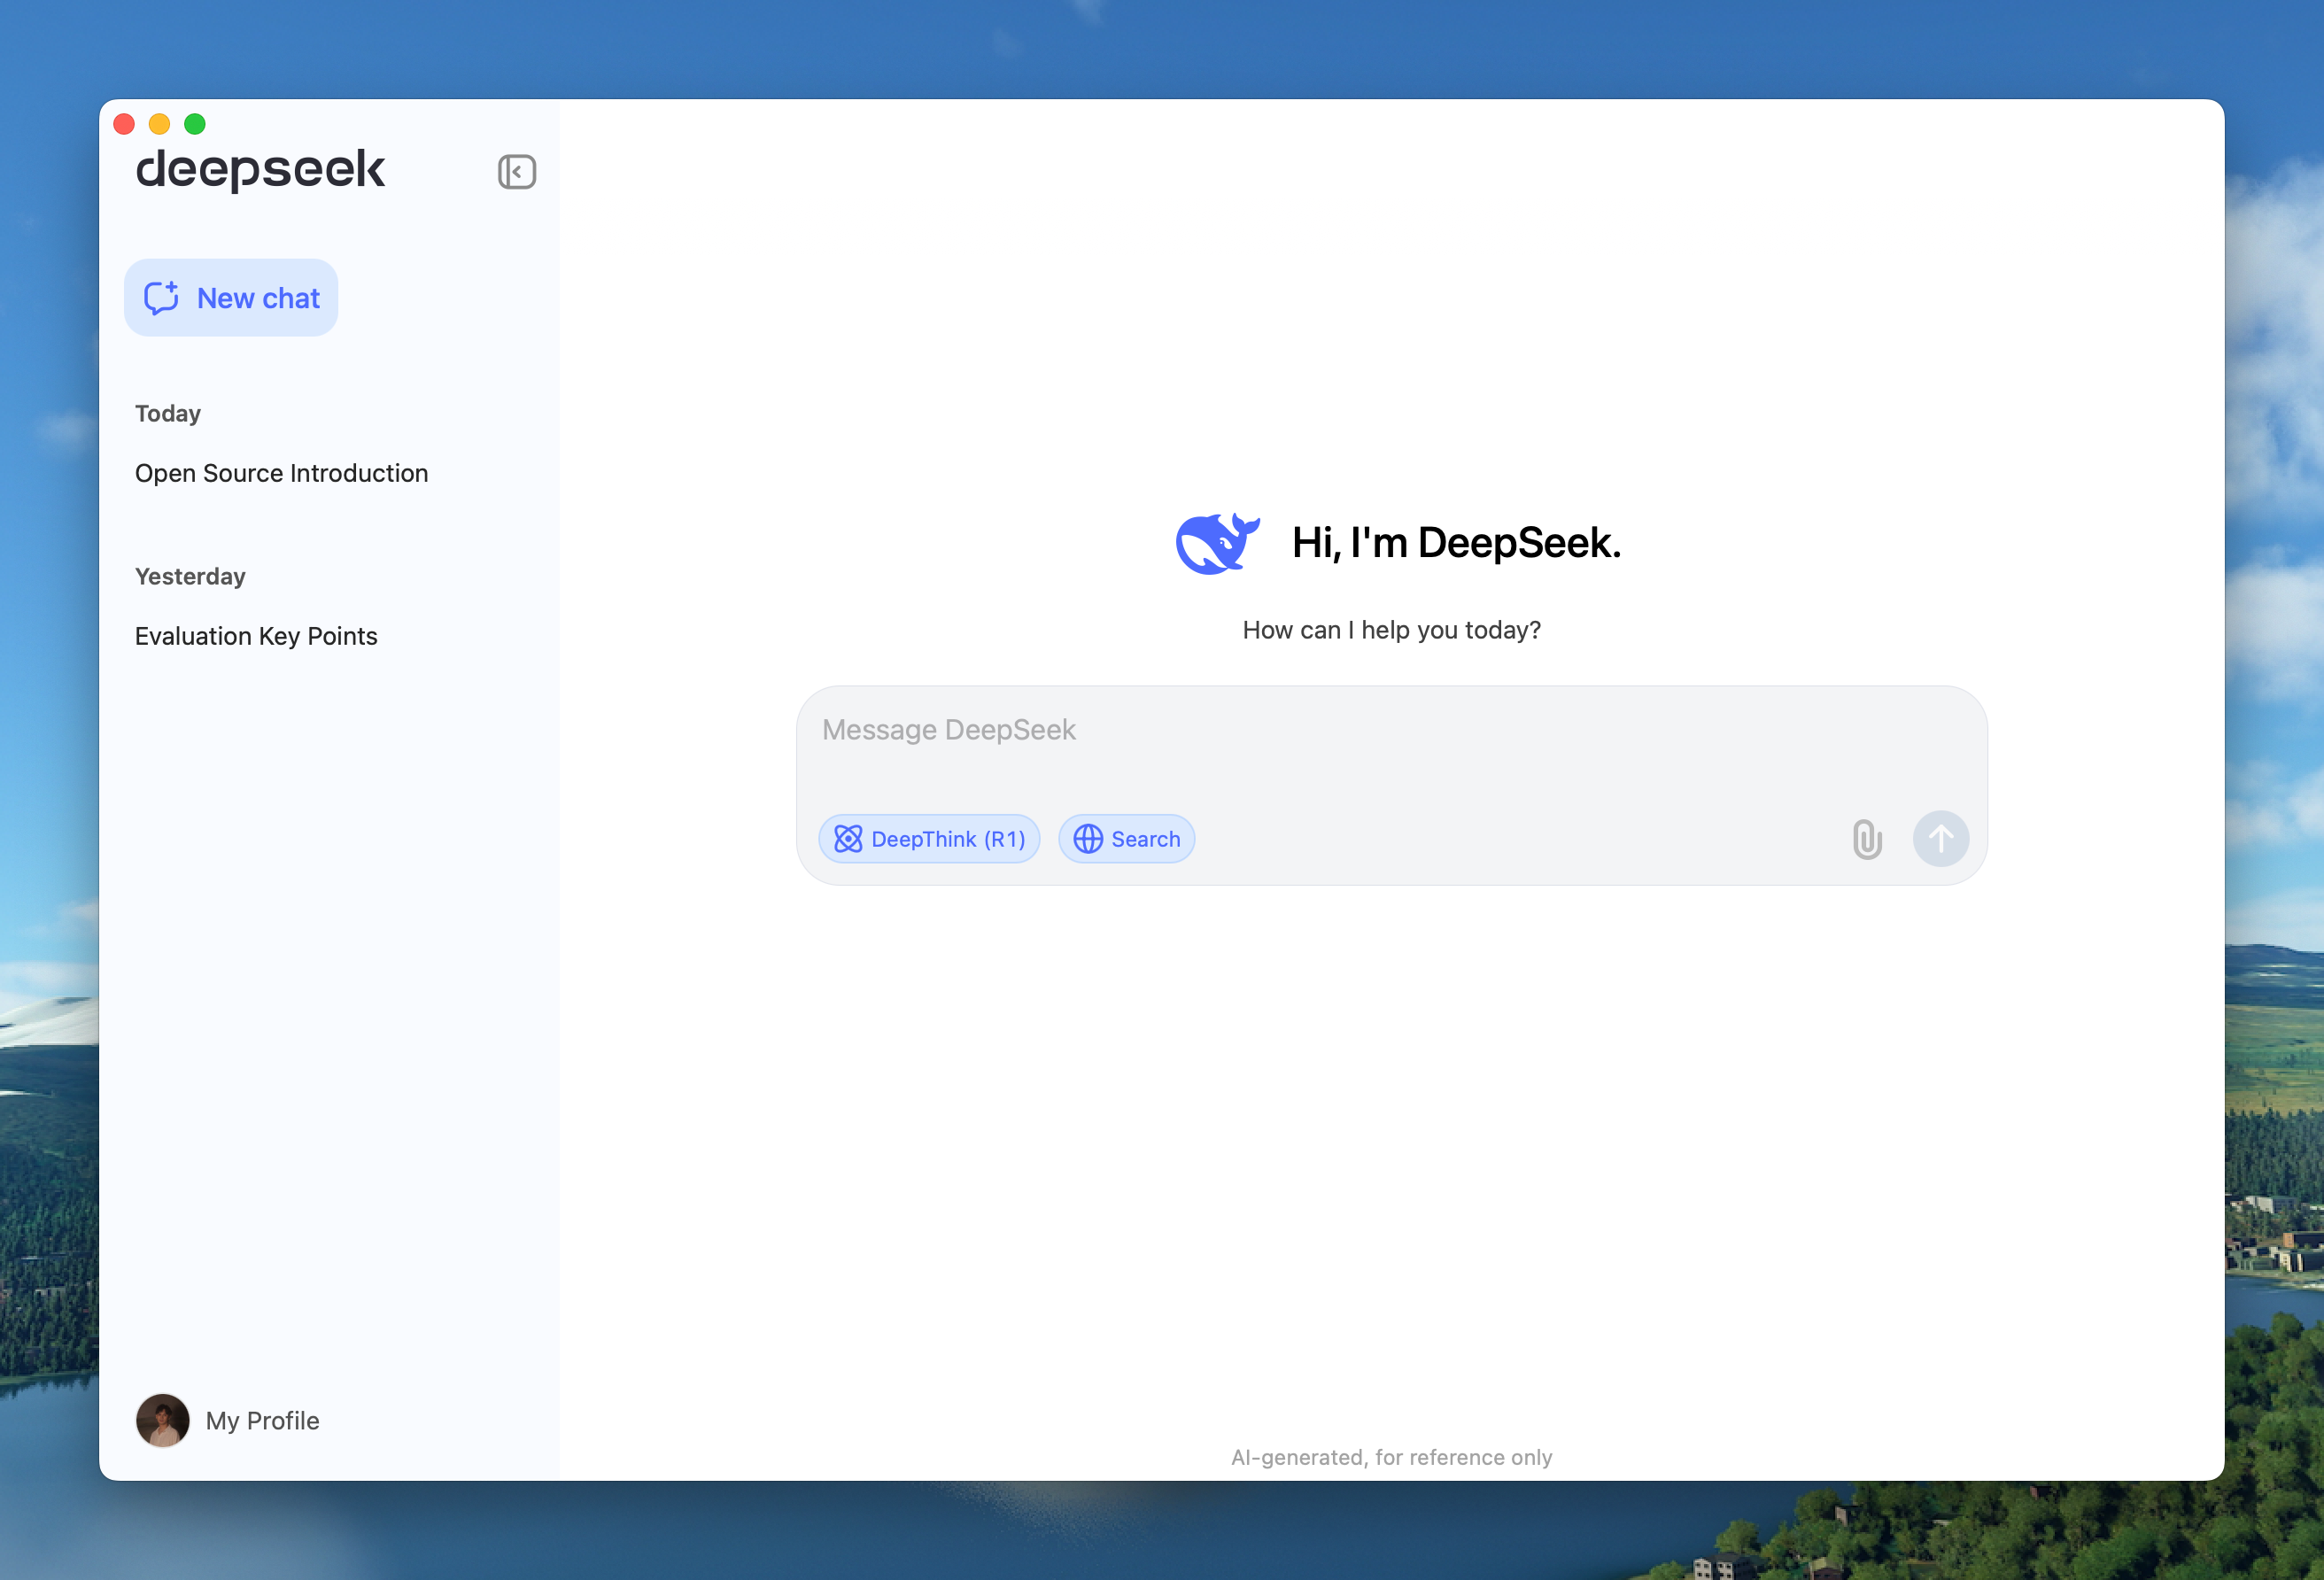 deepseek
New chat
Today
Open Source Introduction
Yesterday
Evaluation Key Points
My Profile
Hi, I'm DeepSeek.
How can I help you today?
Message DeepSeek
DeepThink (R1)
Search
AI-generated, for reference only